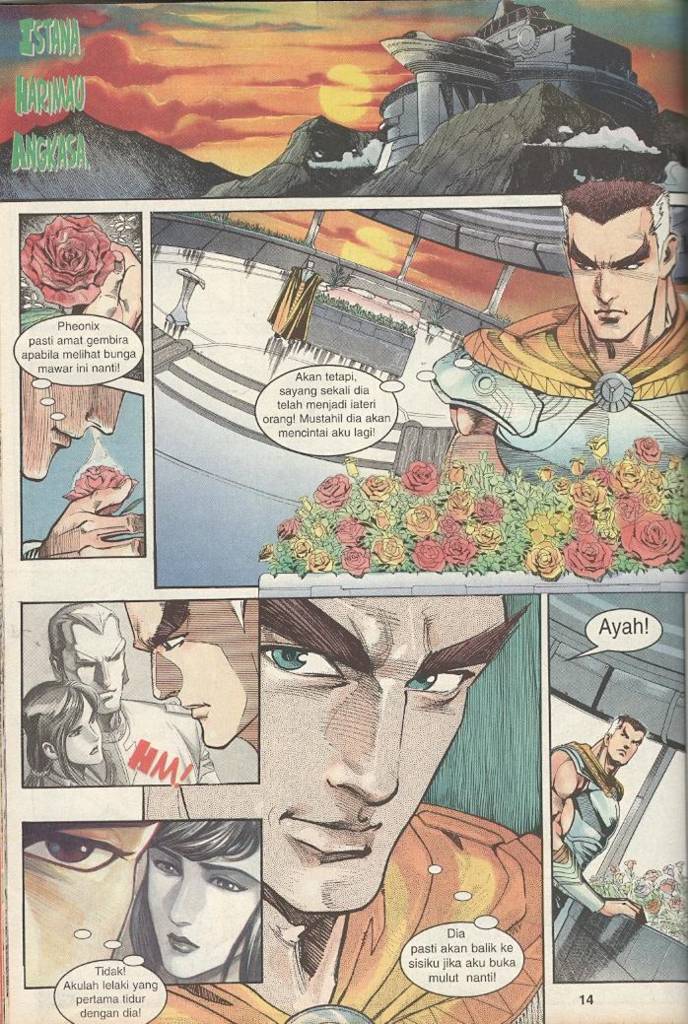 ISTANA
HARIMAU
ANGKASA.
Pheonix
pasti amat gembira
apabila melihat bunga
mawar ini nanti!
Akan tetapi,
sayang sekali dia
telah menjadi iateri
orang! Mustahil dia akan
mencintai aku lagi!
HM!
Ayah!
Tidak!
Akulah lelaki yang
pertama tidur
dengan dia!
Dia
pasti akan balik ke
sisiku jika aku buka
mulut nanti!
14